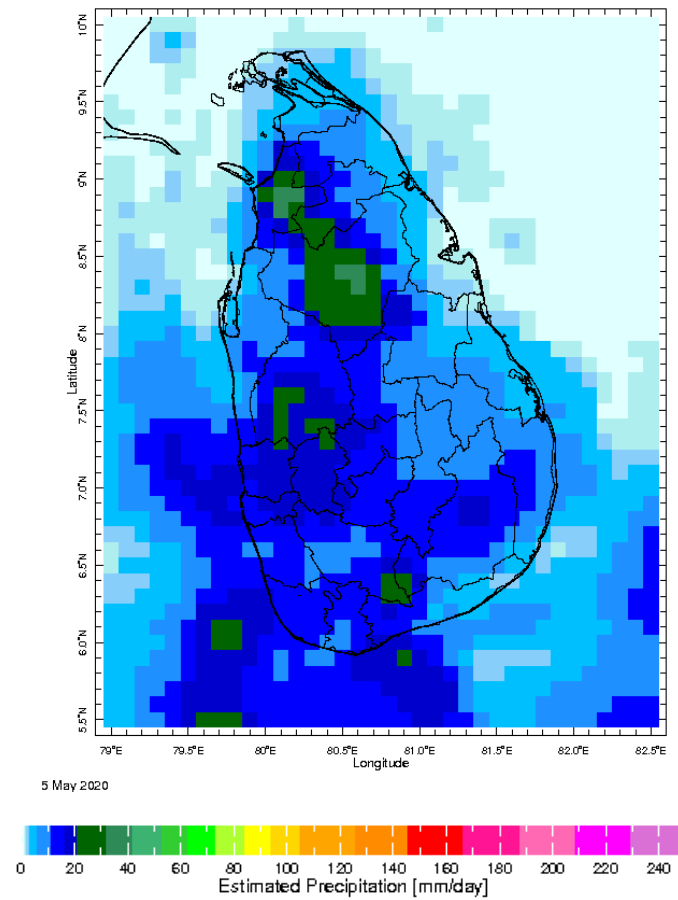 10°N
9.5°N
9°N
8.5°N
8°N
7.5°N
7.0°N
6.5°N
6.0°N
5.5°N
Latitude
79°E 79.5°E 80°E 80.5°E 81.0°E 81.5°E 82.0°E 82.5°E
Longitude
5 May 2020
0 20 40 60 80 100 120 140 160 180 200 220 240
Estimated Precipitation [mm/day]